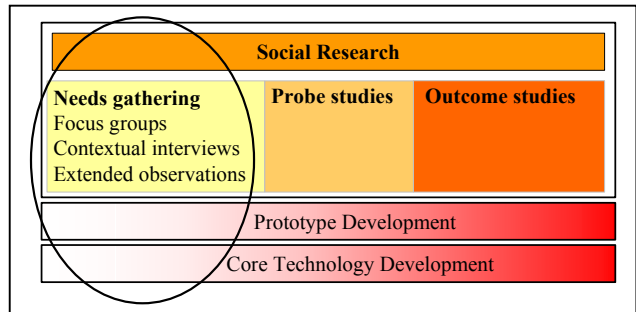 Social Research
Needs gathering
Focus groups
Contextual interviews
Extended observations
Probe studies
Outcome studies
Prototype Development
Core Technology Development